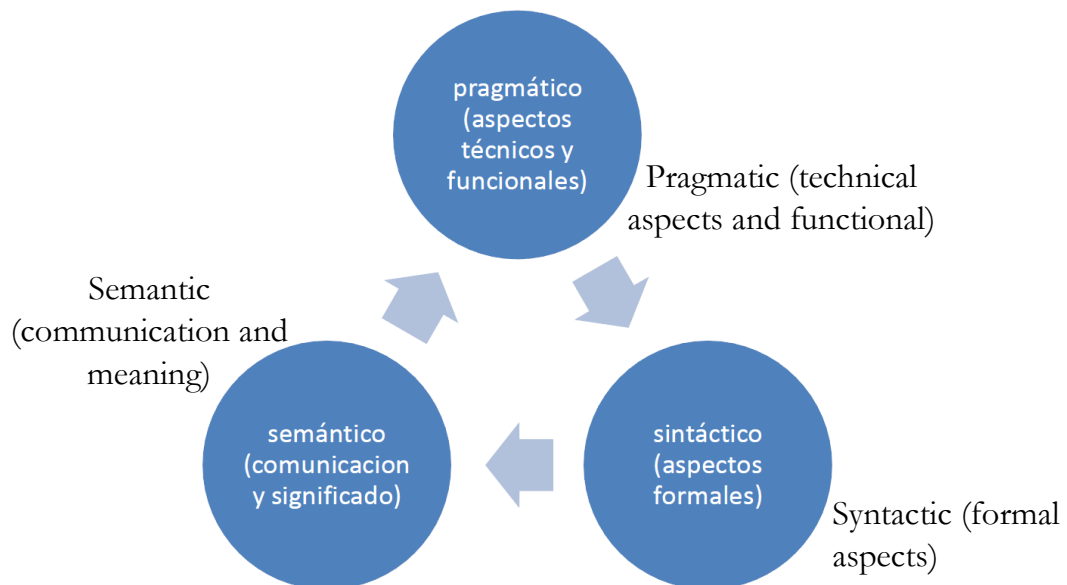 pragmático
(aspectos
técnicos y
funcionales)
Pragmatic (technical
aspects and functional)
Semantic
(communication and
meaning)
semántico
(comunicacion
y significado)
sintáctico
(aspectos
formales)
Syntactic (formal
aspects)